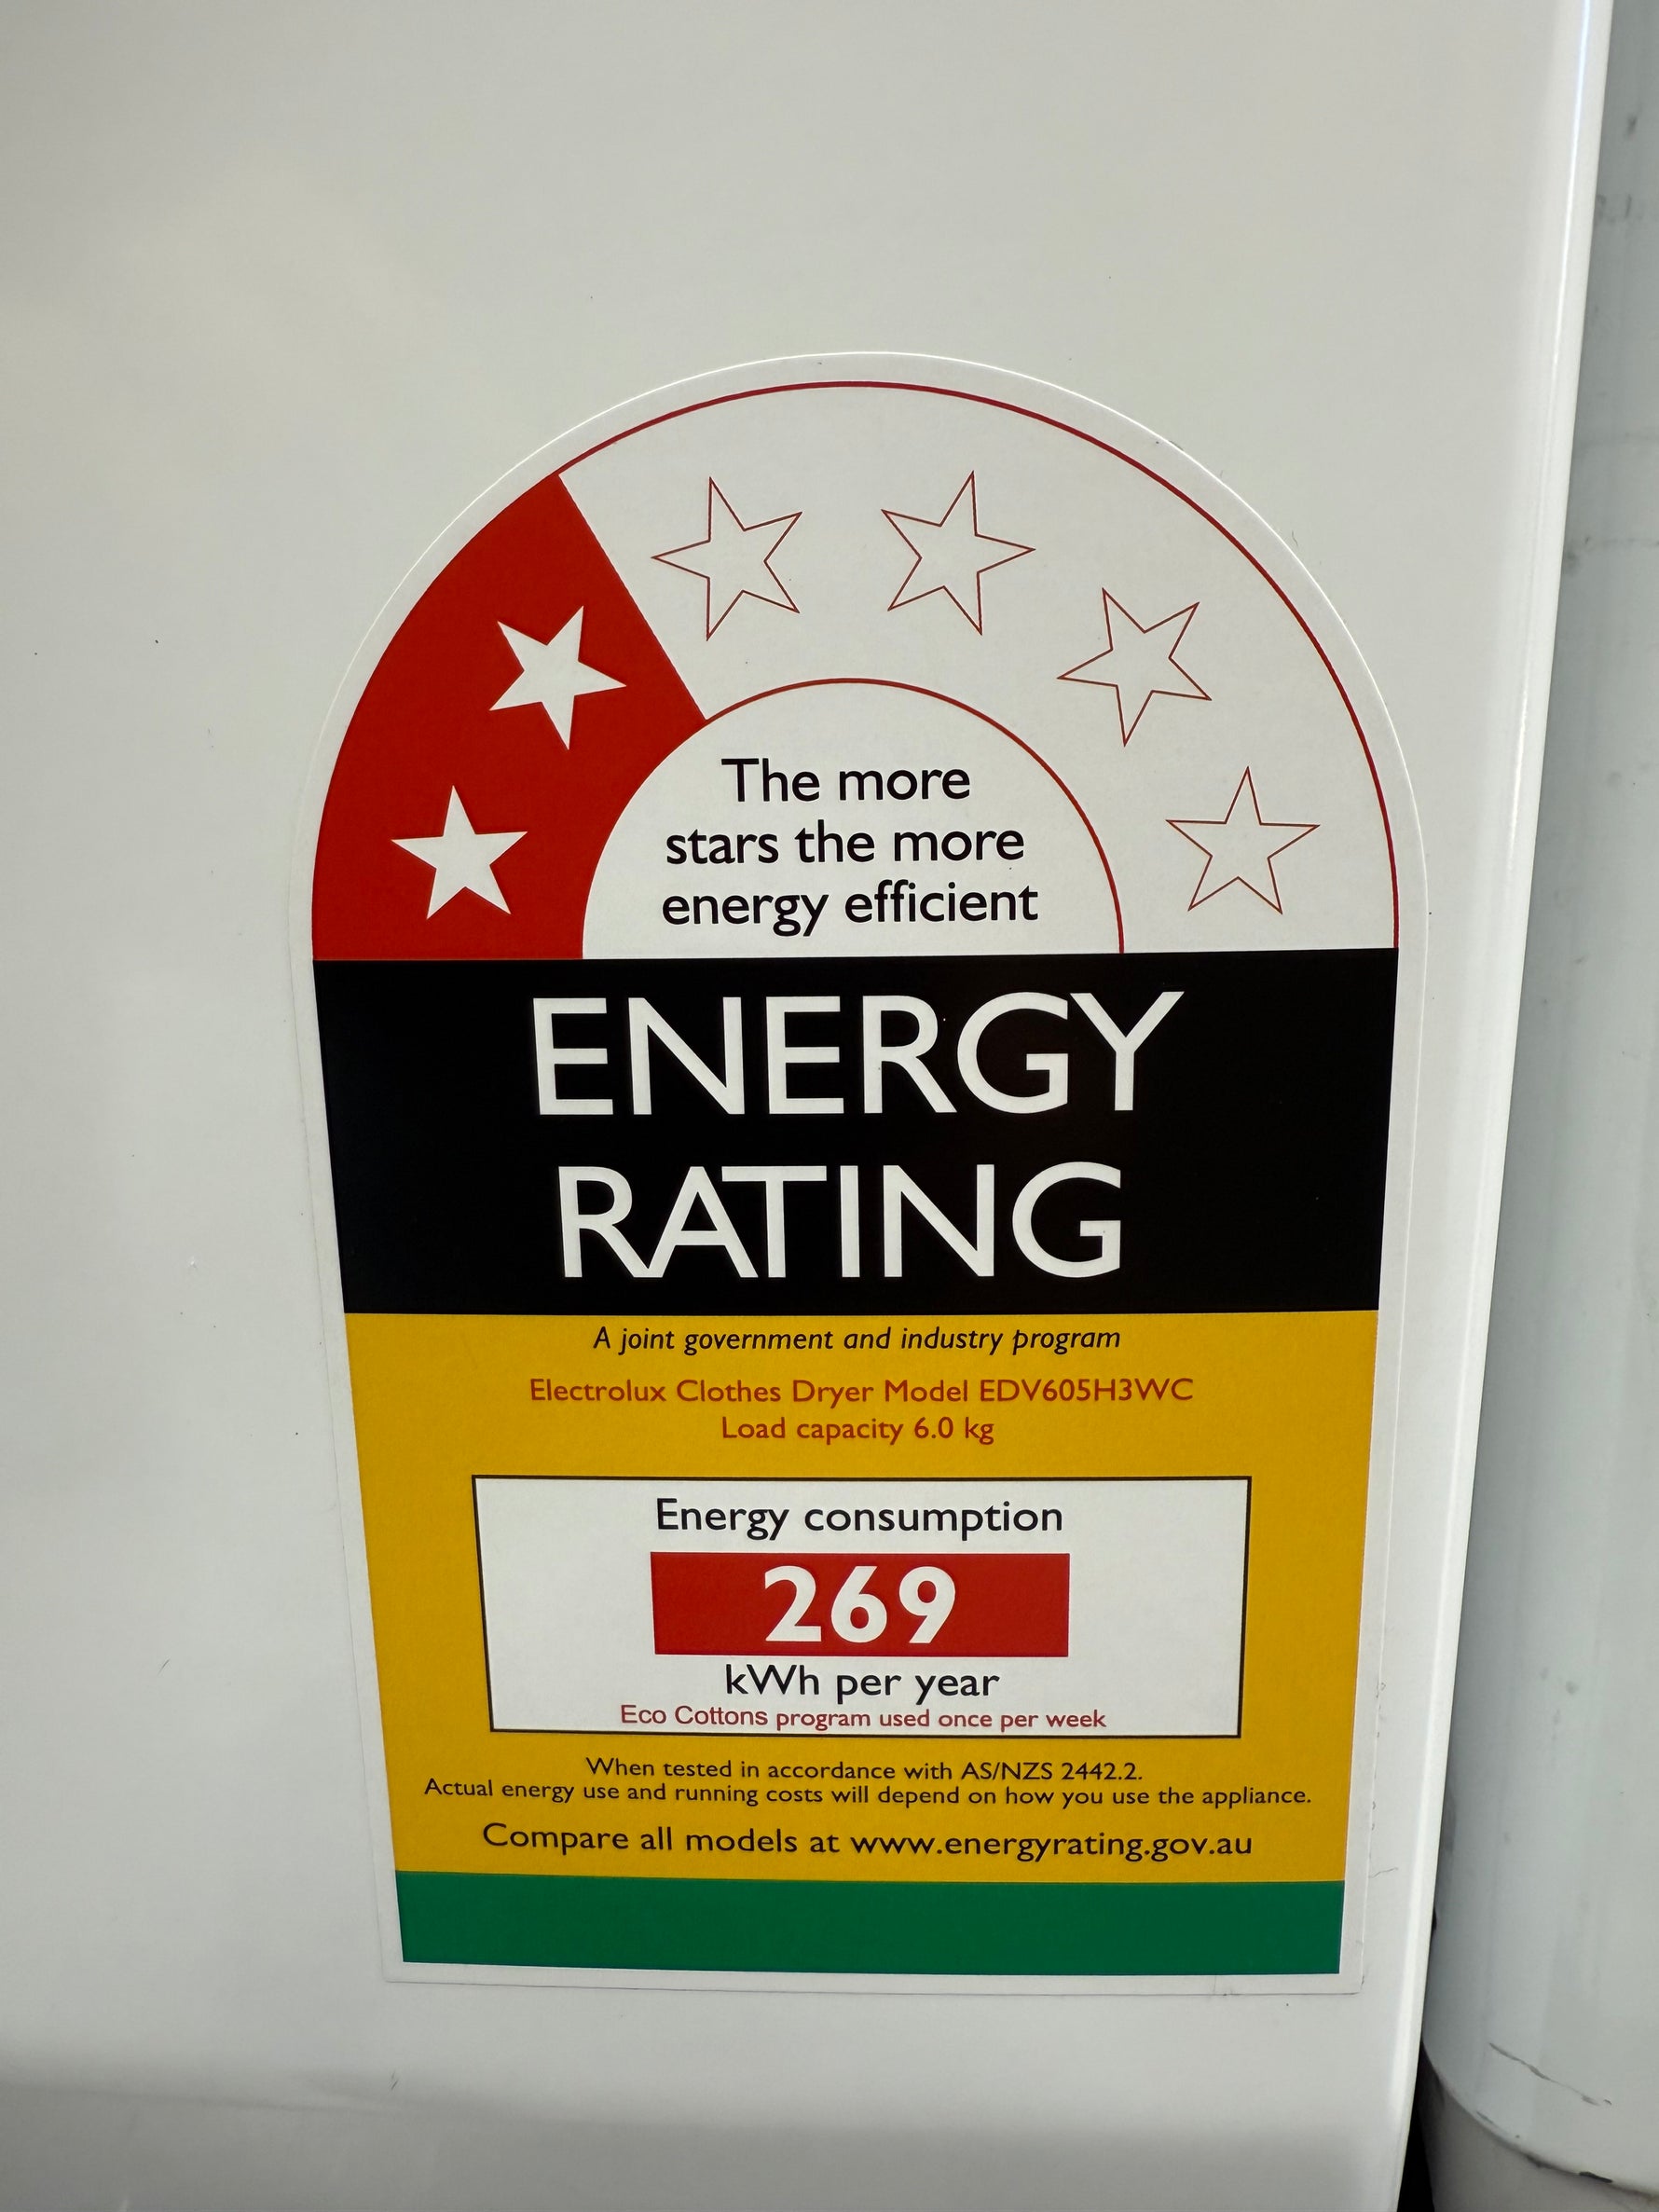 The more
stars the more
energy efficient
ENERGY
RATING
A joint government and industry program
Electrolux Clothes Dryer Model EDV605H3WC
Load capacity 6.0 kg
Energy consumption
269
kWh per year
Eco Cottons program used once per week
When tested in accordance with AS/NZS 2442.2.
Actual energy use and running costs will depend on how you use the appliance.
Compare all models at www.energyrating.gov.au